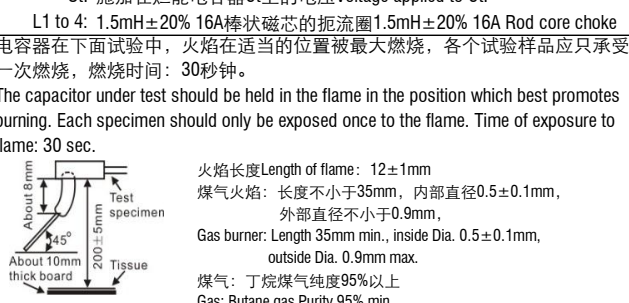 L1 to 4: 1.5mH±20% 16A棒状磁芯的扼流圈1.5mH±20% 16A Rod core choke
电容器在下面试验中，火焰在适当的位置被最大燃烧，各个试验样品应只承受
一次燃烧，燃烧时间：30秒钟。
The capacitor under test should be held in the flame in the position which best promotes
burning. Each specimen should only be exposed once to the flame. Time of exposure to
flame: 30 sec.
About 8mm
45°
200±5mm
Test
specimen
About 10mm
thick board
Tissue
火焰长度Length of flame：12±1mm
煤气火焰：长度不小于35mm，内部直径0.5±0.1mm，
外部直径不小于0.9mm，
Gas burner: Length 35mm min., inside Dia. 0.5±0.1mm,
outside Dia. 0.9mm max.
煤气：丁烷煤气纯度95%以上
Gas: Butane gas Purity 95% min.